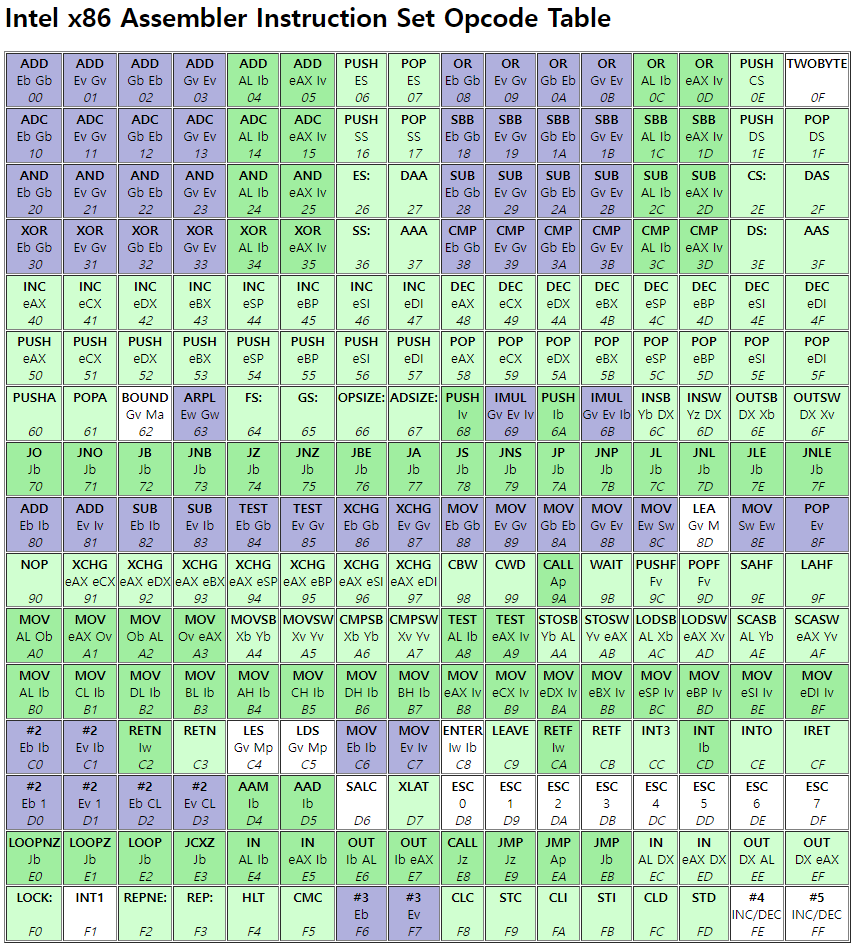 Intel x86 Assembler Instruction Set Opcode Table
ADD ADD ADD ADD ADD ADD PUSH POP OR OR OR OR OR OR PUSH TWOBYTE
Eb Gb Ev Gv Gb Eb Gv Ev AL Ib eAX Iv ES ES Eb Gb Ev Gv Gb Eb Gv Ev AL Ib eAX Iv CS
00 01 02 03 04 05 06 07 08 09 0A 0B 0C 0D 0E 0F
ADC ADC ADC ADC ADC ADC PUSH POP SBB SBB SBB SBB SBB SBB PUSH POP
Eb Gb Ev Gv Gb Eb Gv Ev AL Ib eAX Iv SS SS Eb Gb Ev Gv Gb Eb Gv Ev AL Ib eAX Iv DS DS
10 11 12 13 14 15 16 17 18 19 1A 1B 1C 1D 1E 1F
AND AND AND AND AND AND ES: DAA SUB SUB SUB SUB SUB SUB CS: DAS
Eb Gb Ev Gv Gb Eb Gv Ev AL Ib eAX Iv Eb Gb Ev Gv Gb Eb Gv Ev AL Ib eAX Iv
20 21 22 23 24 25 26 27 28 29 2A 2B 2C 2D 2E 2F
XOR XOR XOR XOR XOR XOR SS: AAA CMP CMP CMP CMP CMP CMP DS: AAS
Eb Gb Ev Gv Gb Eb Gv Ev AL Ib eAX Iv Eb Gb Ev Gv Gb Eb Gv Ev AL Ib eAX Iv
30 31 32 33 34 35 36 37 38 39 3A 3B 3C 3D 3E 3F
INC INC INC INC INC INC INC INC DEC DEC DEC DEC DEC DEC DEC DEC
eAX eCX eDX eBX eSP eBP eSI eDI eAX eCX eDX eBX eSP eBP eSI eDI
40 41 42 43 44 45 46 47 48 49 4A 4B 4C 4D 4E 4F
PUSH PUSH PUSH PUSH PUSH PUSH PUSH PUSH POP POP POP POP POP POP POP POP
eAX eCX eDX eBX eSP eBP eSI eDI eAX eCX eDX eBX eSP eBP eSI eDI
50 51 52 53 54 55 56 57 58 59 5A 5B 5C 5D 5E 5F
PUSHA POPA BOUND ARPL FS: GS: OPSIZE: ADSIZE: PUSH IMUL PUSH IMUL INSB INSW OUTSB OUTSW
Gv Ma Ew Gw Iv Gv Ev Iv Ib Gv Ev Ib Yb DX Yz DX DX Xb DX Xv
60 61 62 63 64 65 66 67 68 69 6A 6B 6C 6D 6E 6F
JO JNO JB JNB JZ JNZ JBE JA JS JNS JP JNP JL JNL JLE JNLE
Jb Jb Jb Jb Jb Jb Jb Jb Jb Jb Jb Jb Jb Jb Jb Jb
70 71 72 73 74 75 76 77 78 79 7A 7B 7C 7D 7E 7F
ADD ADD SUB SUB TEST TEST XCHG XCHG MOV MOV MOV MOV MOV LEA MOV POP
Eb Ib Ev Iv Eb Ib Ev Ib Eb Gb Ev Gv Eb Gb Ev Gv Eb Gb Ev Gv Gb Eb Gv Ev Ew Sw Gv M Sw Ew Ev
80 81 82 83 84 85 86 87 88 89 8A 8B 8C 8D 8E 8F
NOP XCHG XCHG XCHG XCHG XCHG XCHG XCHG CBW CWD CALL WAIT PUSHF POPF SAHF LAHF
eAX eCX eAX eDX eAX eBX eAX eSP eAX eBP eAX eSI eAX eDI Ap Fv Fv
90 91 92 93 94 95 96 97 98 99 9A 9B 9C 9D 9E 9F
MOV MOV MOV MOV MOVSB MOVSW CMPSB CMPSW TEST TEST STOSB STOSW LODSB LODSW SCASB SCASW
AL Ob eAX Ov Ob AL Ov eAX Xb Yb Xv Yv Xb Yb Xv Yv AL Ib eAX Iv Yb AL Yv eAX AL Xb eAX Xv AL Yb eAX Yv
A0 A1 A2 A3 A4 A5 A6 A7 A8 A9 AA AB AC AD AE AF
MOV MOV MOV MOV MOV MOV MOV MOV MOV MOV MOV MOV MOV MOV MOV MOV
AL Ib CL Ib DL Ib BL Ib AH Ib CH Ib DH Ib BH Ib eAX Iv eCX Iv eDX Iv eBX Iv eSP Iv eBP Iv eSI Iv eDI Iv
B0 B1 B2 B3 B4 B5 B6 B7 B8 B9 BA BB BC BD BE BF
#2 #2 RETN RETN LES LDS MOV MOV ENTER LEAVE RETF RETF INT3 INT INTO IRET
Eb Ib Ev Ib Iw Gv Mp Gv Mp Eb Ib Ev Iv Iw Ib Iw Ib
C0 C1 C2 C3 C4 C5 C6 C7 C8 C9 CA CB CC CD CE CF
#2 #2 #2 #2 AAM AAD SALC XLAT ESC ESC ESC ESC ESC ESC ESC ESC
Eb 1 Ev 1 Eb CL Ev CL Ib Ib 0 1 2 3 4 5 6 7
D0 D1 D2 D3 D4 D5 D6 D7 D8 D9 DA DB DC DD DE DF
LOOPNZ LOOPZ LOOP JCXZ IN IN OUT OUT CALL JMP JMP JMP IN IN OUT OUT
Jb Jb Jb Jb AL Ib eAX Ib Ib AL Ib eAX Jz Jz Ap Jb AL DX eAX DX DX AL DX eAX
E0 E1 E2 E3 E4 E5 E6 E7 E8 E9 EA EB EC ED EE EF
LOCK: INT1 REPNE: REP: HLT CMC #3 #3 CLC STC CLI STI CLD STD #4 #5
Eb Ev INC/DEC INC/DEC
F0 F1 F2 F3 F4 F5 F6 F7 F8 F9 FA FB FC FD FE FF